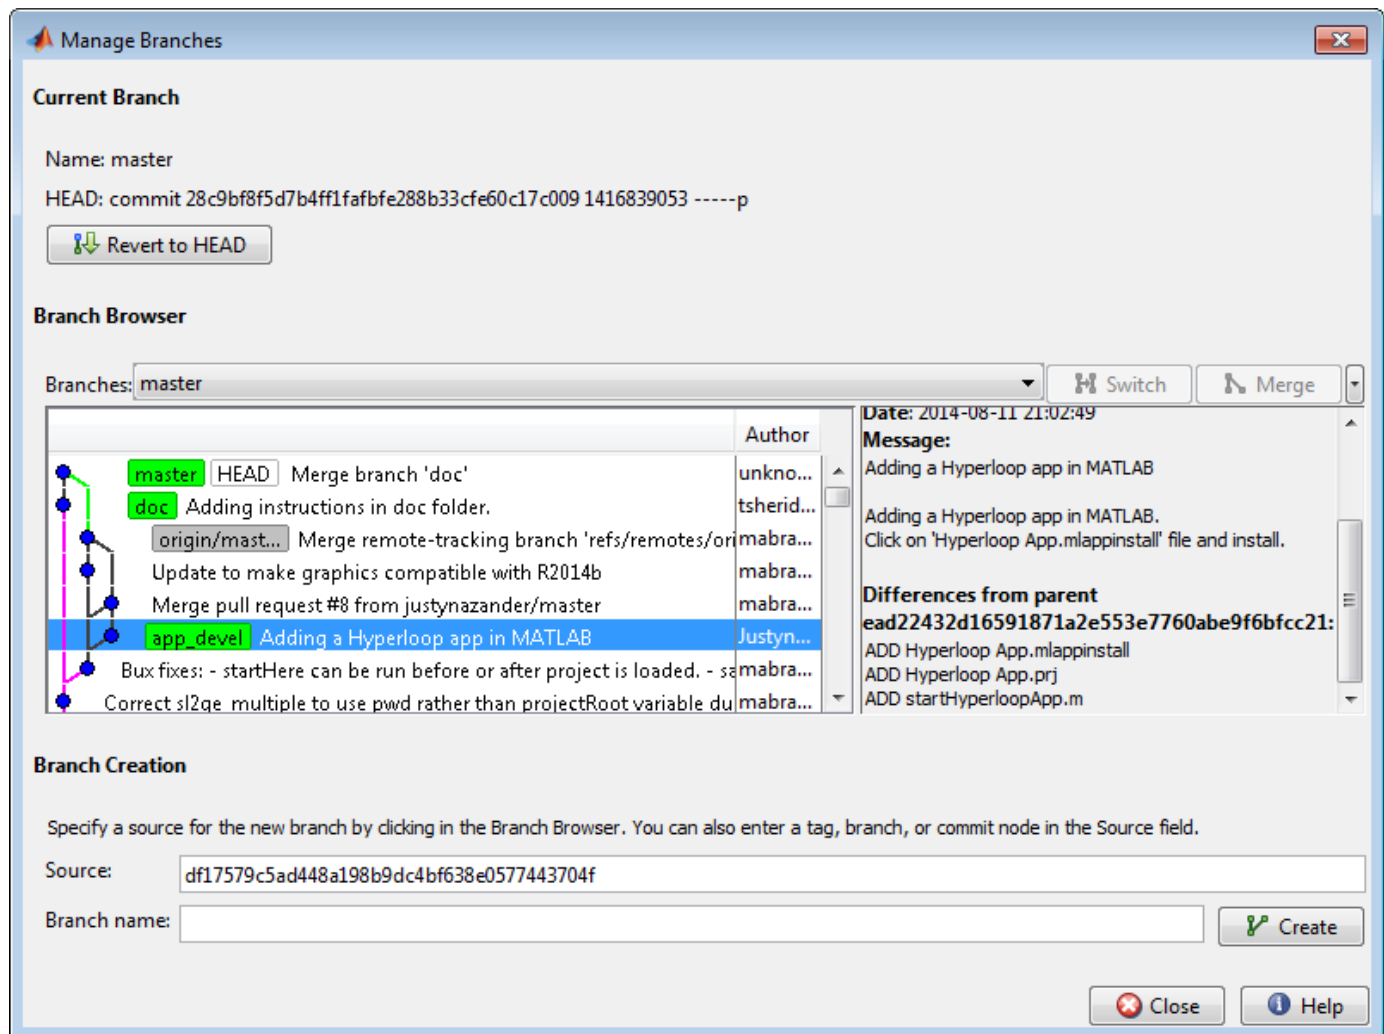 Manage Branches
Current Branch
Name: master
HEAD: commit 28c9bf8f5d7b4ff1fafbfe288b33cfe60c17c009 1416839053 -----p
Revert to HEAD
Branch Browser
Branches: master Switch Merge
Author
master HEAD Merge branch 'doc' unkno...
doc Adding instructions in doc folder. tsherid...
origin/mast... Merge remote-tracking branch 'refs/remotes/ori mabra...
Update to make graphics compatible with R2014b mabra...
Merge pull request #8 from justynazander/master mabra...
app_devel Adding a Hyperloop app in MATLAB Justyn...
Bux fixes: - startHere can be run before or after project is loaded. - sa mabra...
Correct sl2ge_multiple to use pwd rather than projectRoot variable du mabra...
Date: 2014-08-11 21:02:49
Message:
Adding a Hyperloop app in MATLAB
Adding a Hyperloop app in MATLAB.
Click on 'Hyperloop App.mlappinstall' file and install.
Differences from parent
ead22432d16591871a2e553e7760abe9f6bfcc21:
ADD Hyperloop App.mlappinstall
ADD Hyperloop App.prj
ADD startHyperloopApp.m
Branch Creation
Specify a source for the new branch by clicking in the Branch Browser. You can also enter a tag, branch, or commit node in the Source field.
Source: df17579c5ad448a198b9dc4bf638e0577443704f
Branch name: Create
Close Help